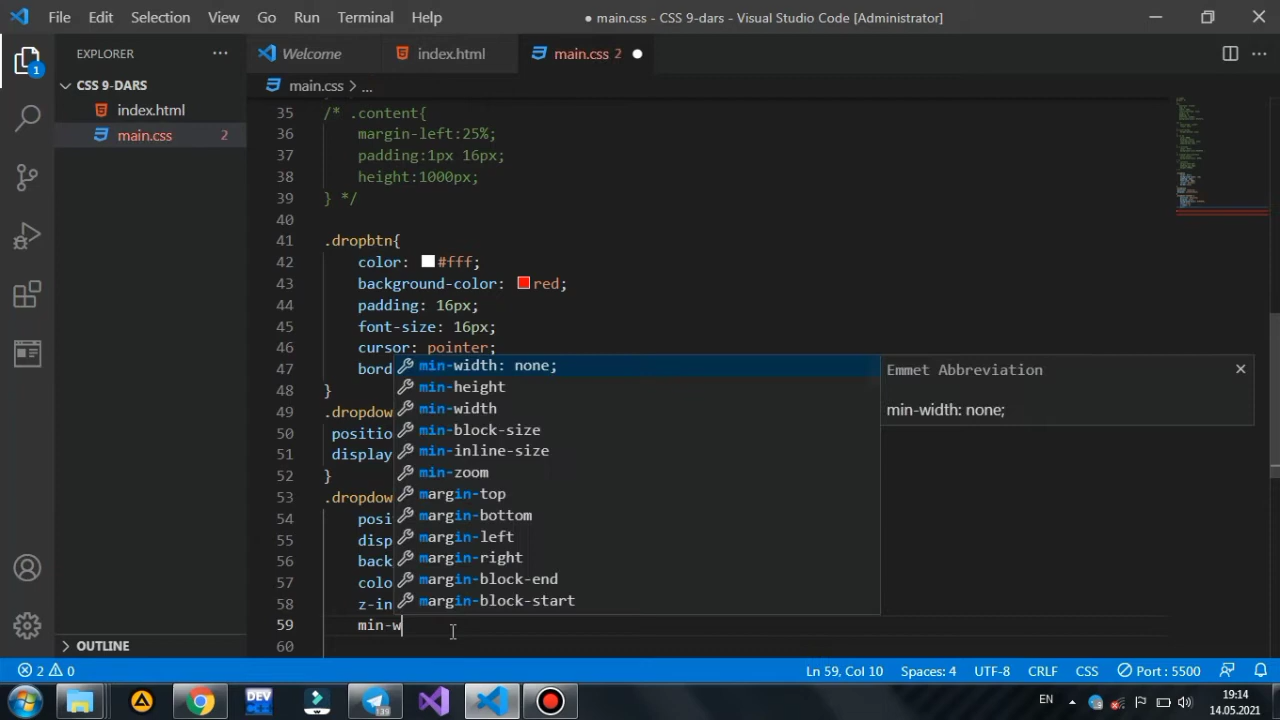 File Edit Selection View Go Run Terminal Help
● main.css - CSS 9-dars - Visual Studio Code [Administrator]
EXPLORER ···
Welcome
index.html
main.css 2 ●
1
CSS 9-DARS
index.html
main.css 2
main.css > ...
35 /* .content{
36 margin-left:25%;
37 padding:1px 16px;
38 height:1000px;
39 } */
40
41 .dropbtn{
42 color: #fff;
43 background-color: red;
44 padding: 16px;
45 font-size: 16px;
46 cursor: pointer;
47 bord
48 }
49 .dropdow
50 positio
51 display
52 }
53 .dropdow
54 posi
55 disp
56 back
57 colo
58 z-in
59 min-w
60
min-width: none;
min-height
min-width
min-block-size
min-inline-size
min-zoom
margin-top
margin-bottom
margin-left
margin-right
margin-block-end
margin-block-start
Emmet Abbreviation
min-width: none;
OUTLINE
2 0
Ln 59, Col 10 Spaces: 4 UTF-8 CRLF CSS Port : 5500
DEV
139
EN
19:14
14.05.2021